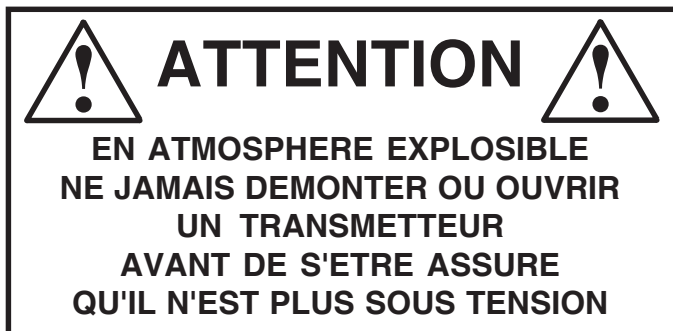 ATTENTION
EN ATMOSPHERE EXPLOSIBLE
NE JAMAIS DEMONTER OU OUVRIR
UN TRANSMETTEUR
AVANT DE S'ETRE ASSURE
QU'IL N'EST PLUS SOUS TENSION